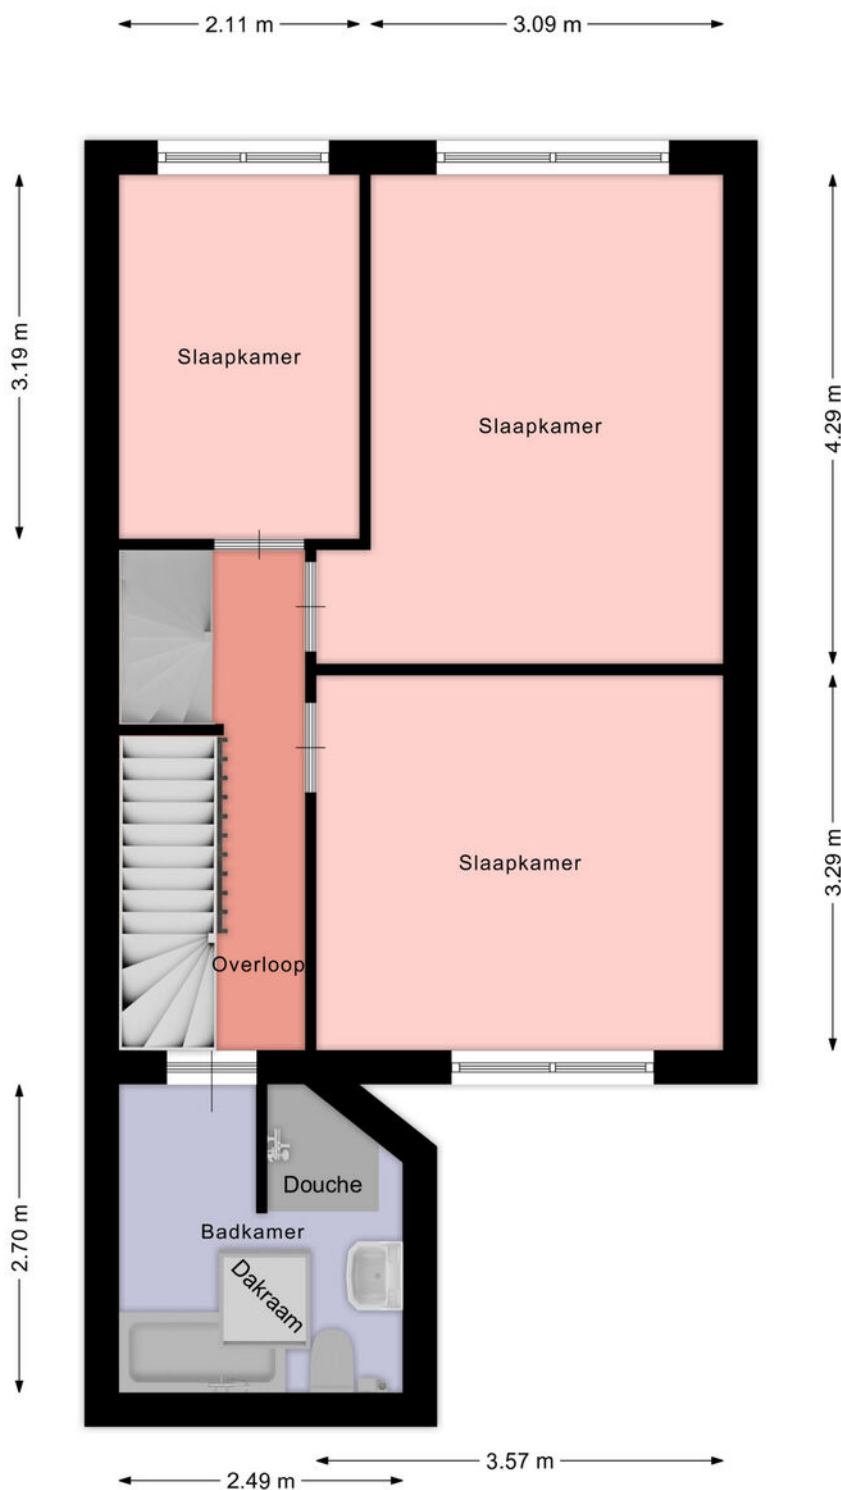 2.11 m
3.09 m
3.19 m
Slaapkamer
4.29 m
Slaapkamer
3.29 m
Slaapkamer
Overloop
2.70 m
Douche
Badkamer
Dakraam
3.57 m
2.49 m